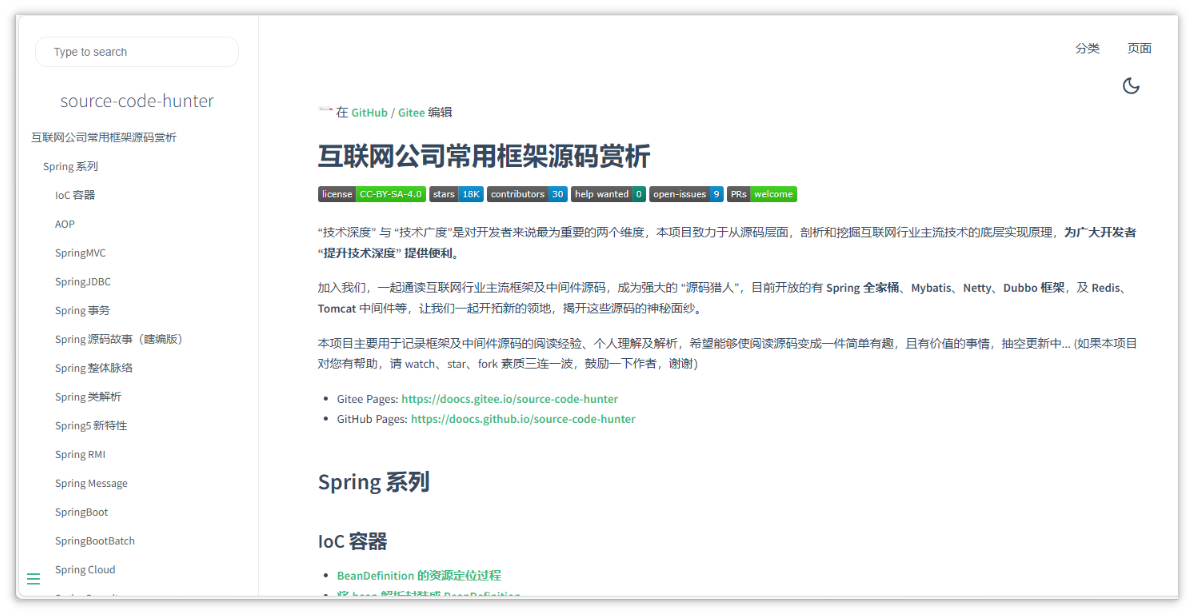 Type to search
source-code-hunter
互联网公司常用框架源码赏析
Spring 系列
IoC 容器
AOP
SpringMVC
SpringJDBC
Spring 事务
Spring 源码故事（瞎编版）
Spring 整体脉络
Spring 类解析
Spring5 新特性
Spring RMI
Spring Message
SpringBoot
SpringBootBatch
Spring Cloud
分类 页面
在 GitHub / Gitee 编辑
互联网公司常用框架源码赏析
license CC-BY-SA-4.0 stars 18K contributors 30 help wanted 0 open-issues 9 PRs welcome
“技术深度” 与 “技术广度”是对开发者来说最为重要的两个维度，本项目致力于从源码层面，剖析和挖掘互联网行业主流技术的底层实现原理，为广大开发者
“提升技术深度” 提供便利。
加入我们，一起通读互联网行业主流框架及中间件源码，成为强大的 “源码猎人”，目前开放的有 Spring 全家桶、Mybatis、Netty、Dubbo 框架，及 Redis、
Tomcat 中间件等，让我们一起开拓新的领地，揭开这些源码的神秘面纱。
本项目主要用于记录框架及中间件源码的阅读经验、个人理解及解析，希望能够使阅读源码变成一件简单有趣，且有价值的事情，抽空更新中... (如果本项目
对您有帮助，请 watch、star、fork 素质三连一波，鼓励一下作者，谢谢）
• Gitee Pages: https://doocs.gitee.io/source-code-hunter
• GitHub Pages: https://doocs.github.io/source-code-hunter
Spring 系列
IoC 容器
• BeanDefinition 的资源定位过程
• 将 bean 解析封装成 BeanDefinition